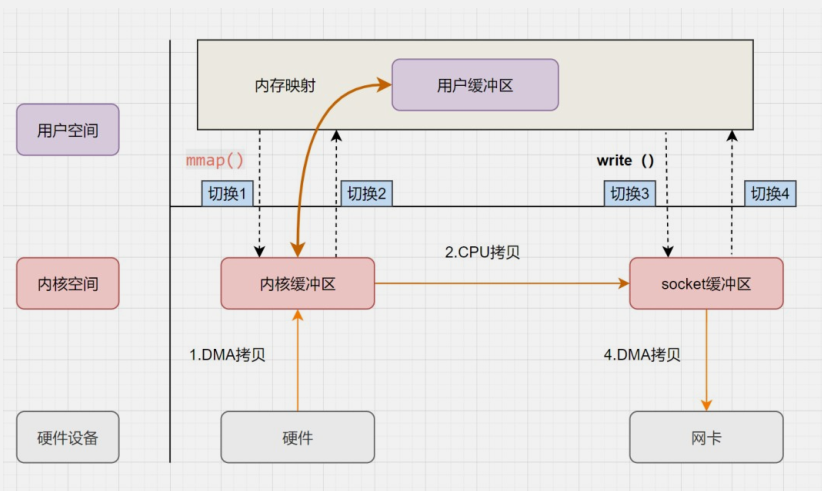 内存映射
用户缓冲区
用户空间
mmap()
write（）
切换1
切换2
切换3
切换4
2.CPU拷贝
内核空间
内核缓冲区
socket缓冲区
1.DMA拷贝
4.DMA拷贝
硬件设备
硬件
网卡